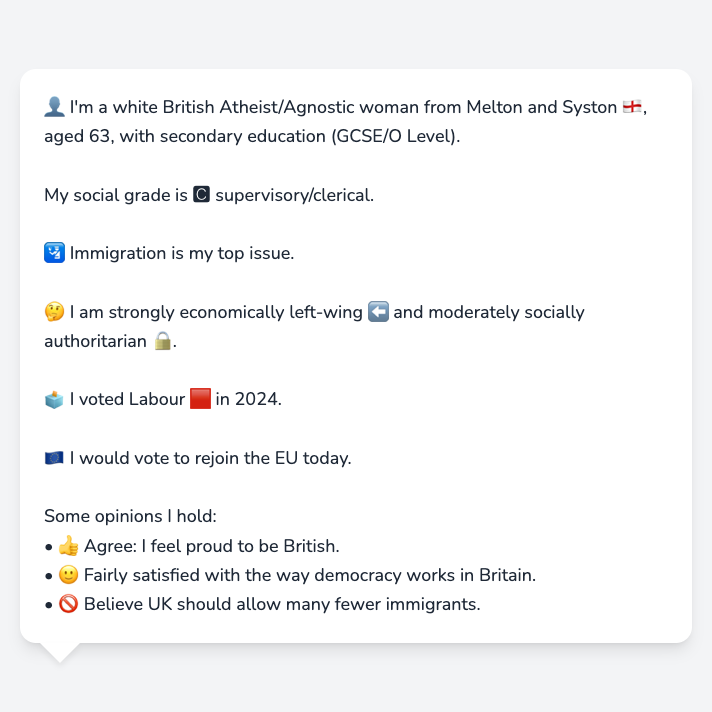 👤 I'm a white British Atheist/Agnostic woman from Melton and Syston 🏴󠁧󠁢󠁥󠁮󠁧󠁿,
aged 63, with secondary education (GCSE/O Level).
My social grade is 🅲 supervisory/clerical.
🛂 Immigration is my top issue.
🤔 I am strongly economically left-wing ⬅️ and moderately socially
authoritarian 🔒.
🗳️ I voted Labour 🟥 in 2024.
🇪🇺 I would vote to rejoin the EU today.
Some opinions I hold:
• 👍 Agree: I feel proud to be British.
• 🙂 Fairly satisfied with the way democracy works in Britain.
• 🚫 Believe UK should allow many fewer immigrants.